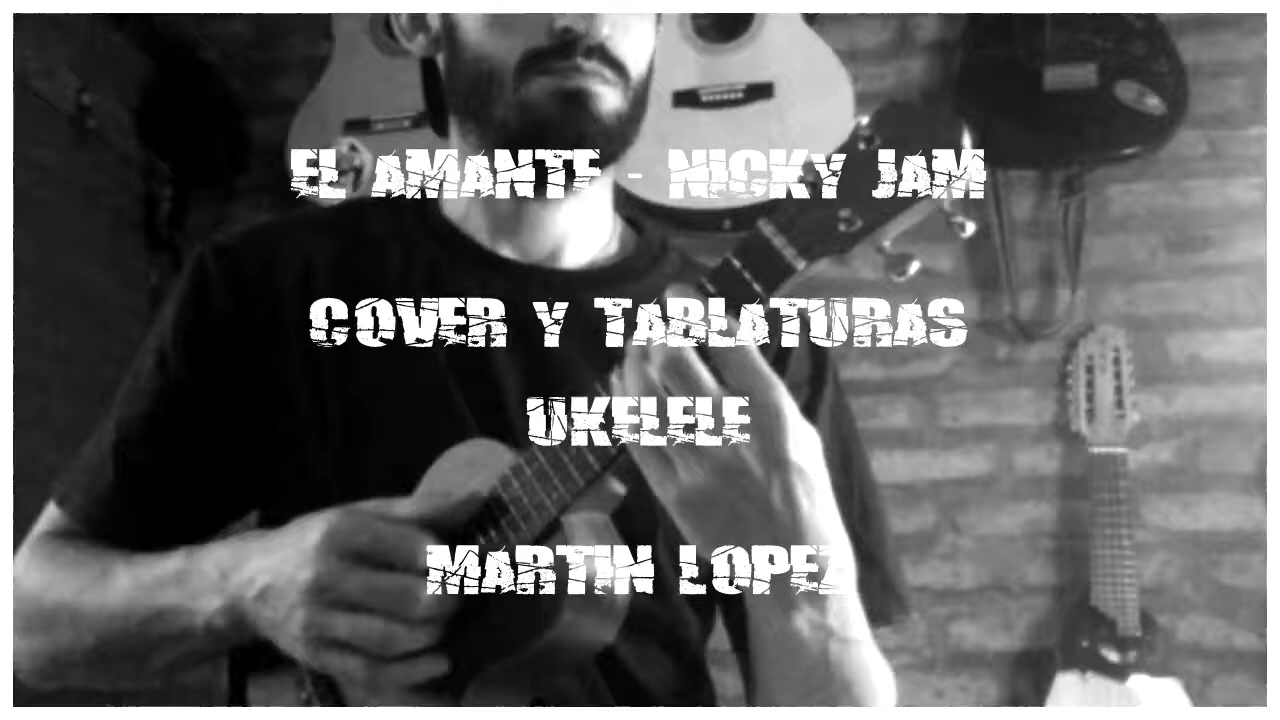 EL AMANTE - NICKY JAM
COVER Y TABLATURAS
UKELELE
MARTIN LOPEZ